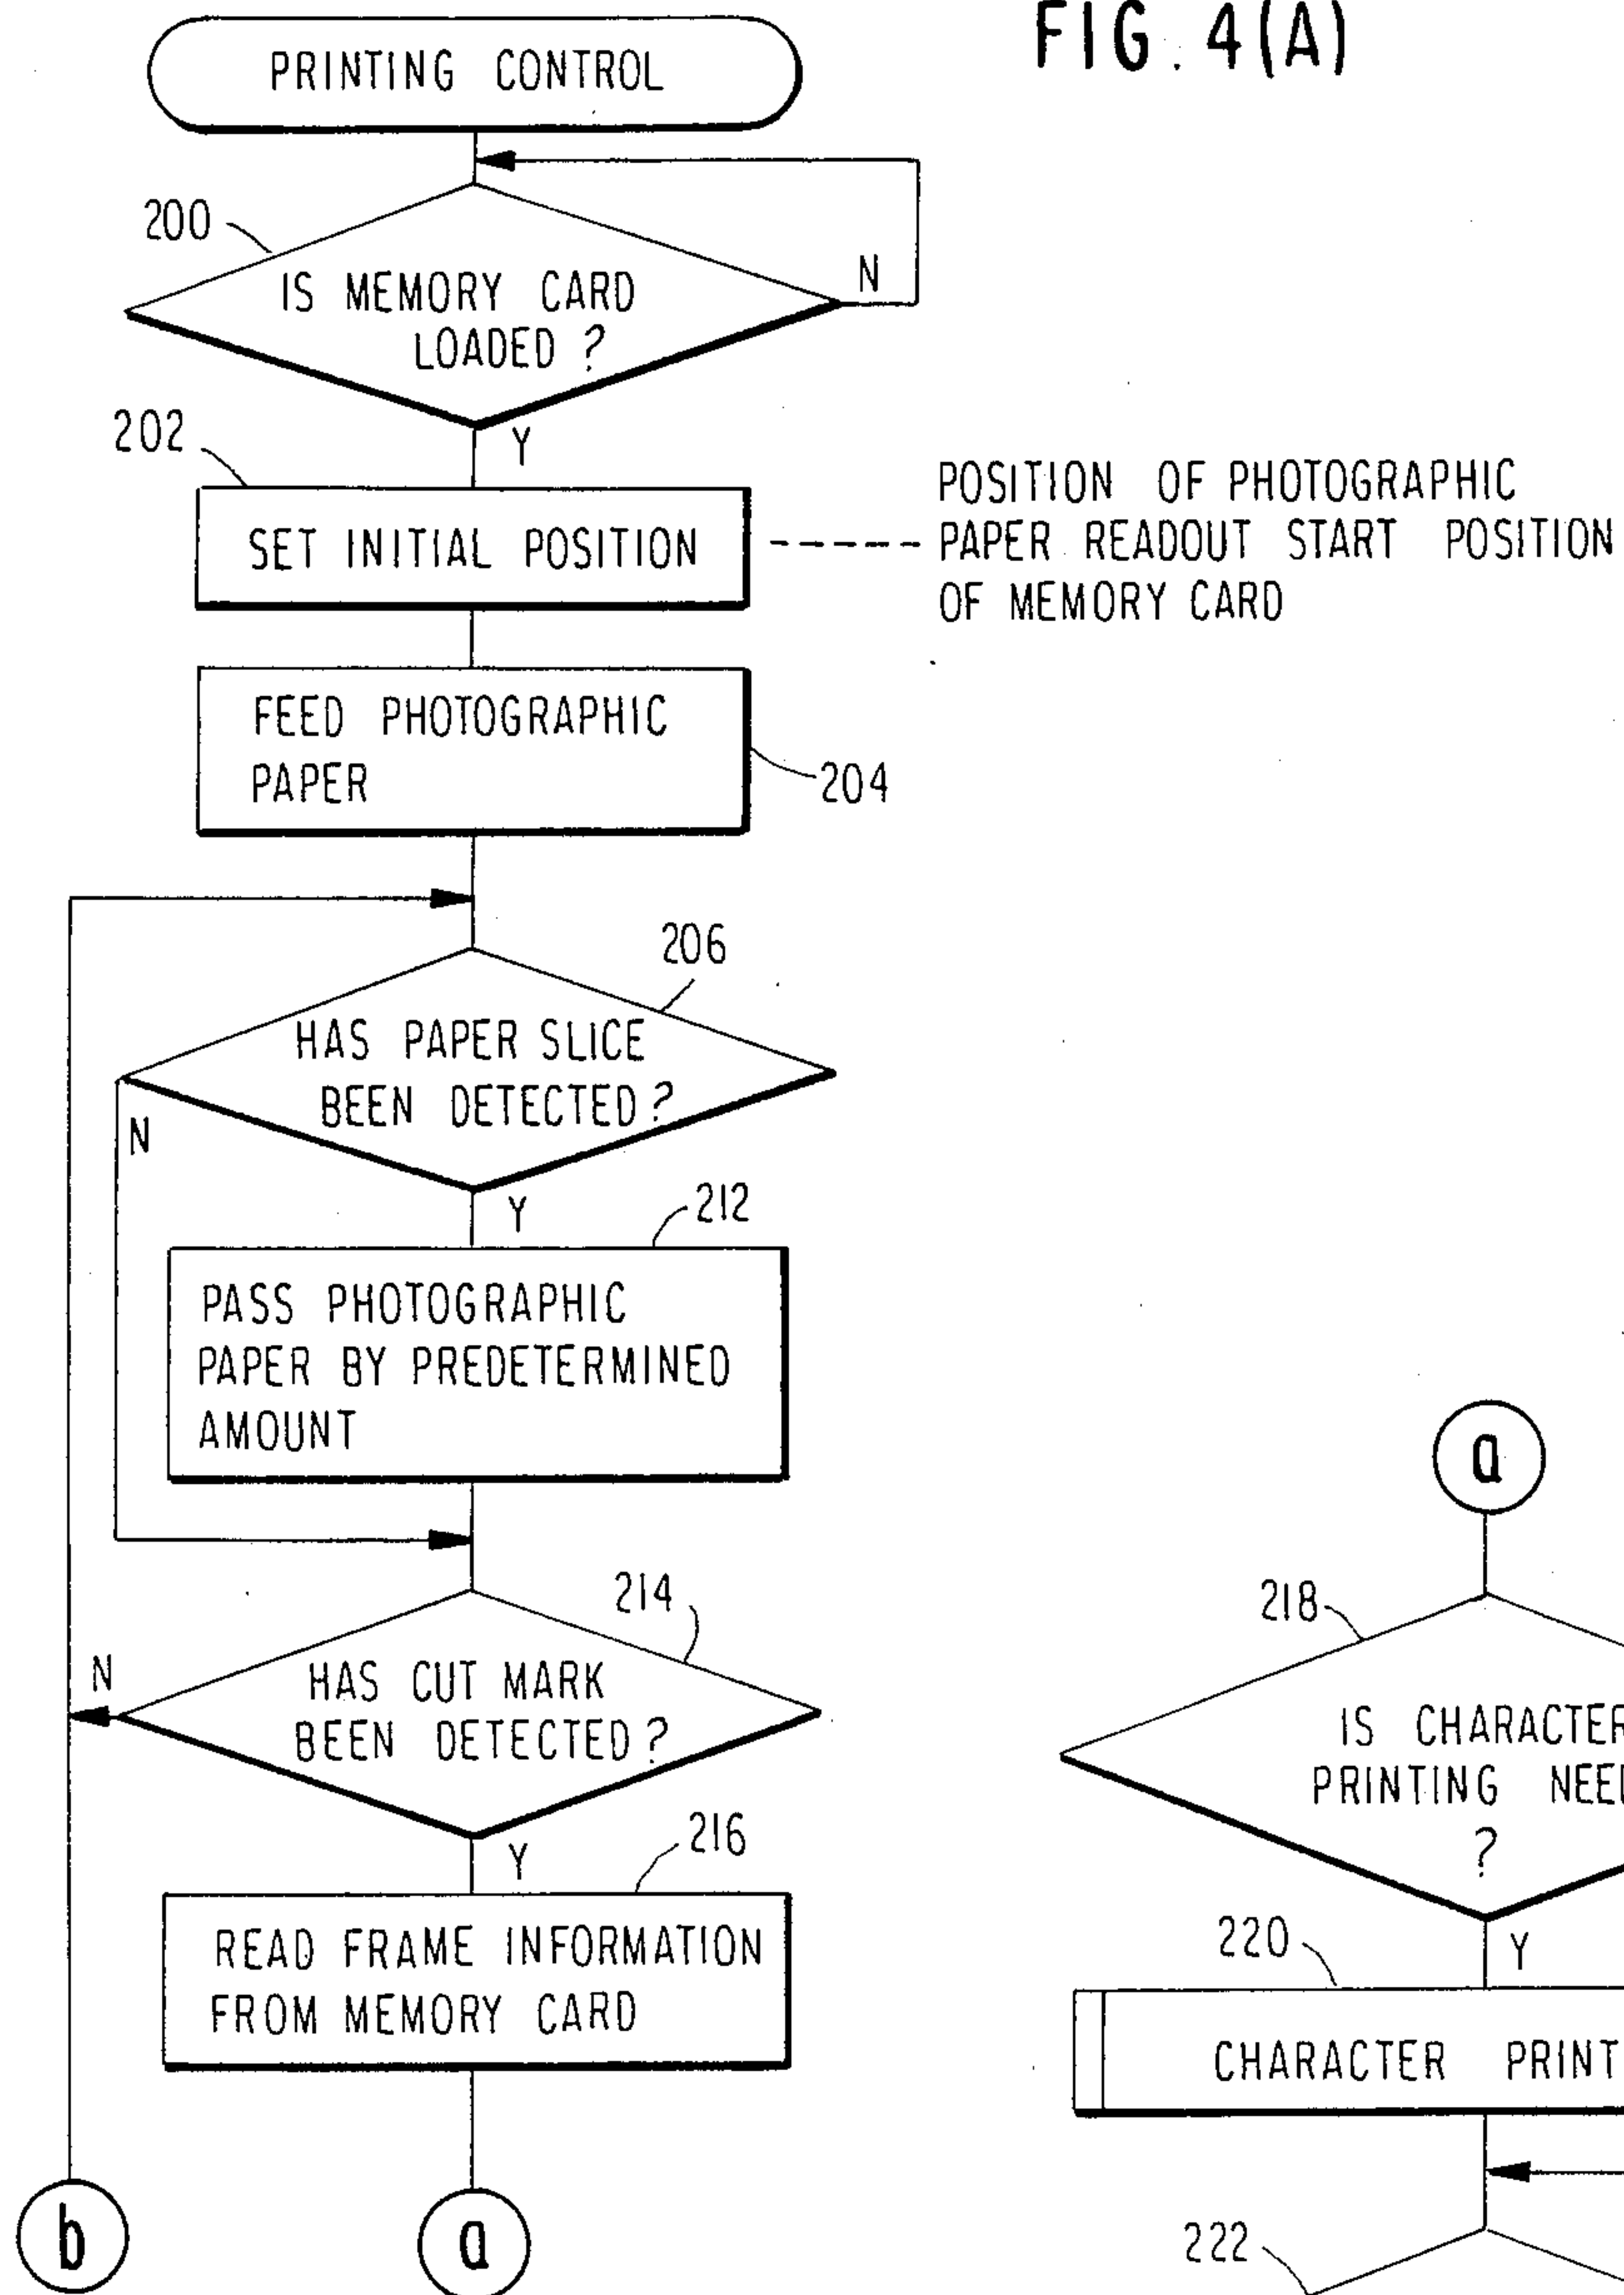 FIG. 4(A)
PRINTING CONTROL
200
IS MEMORY CARD
LOADED ?
N
Y
202
SET INITIAL POSITION
POSITION OF PHOTOGRAPHIC
PAPER READOUT START POSITION
OF MEMORY CARD
FEED PHOTOGRAPHIC
PAPER
204
206
HAS PAPER SLICE
BEEN DETECTED ?
N
Y
212
PASS PHOTOGRAPHIC
PAPER BY PREDETERMINED
AMOUNT
214
HAS CUT MARK
BEEN DETECTED ?
N
Y
216
READ FRAME INFORMATION
FROM MEMORY CARD
b
a
a
218
IS CHARACTER
PRINTING
?
Y
220
CHARACTER PRINT
222